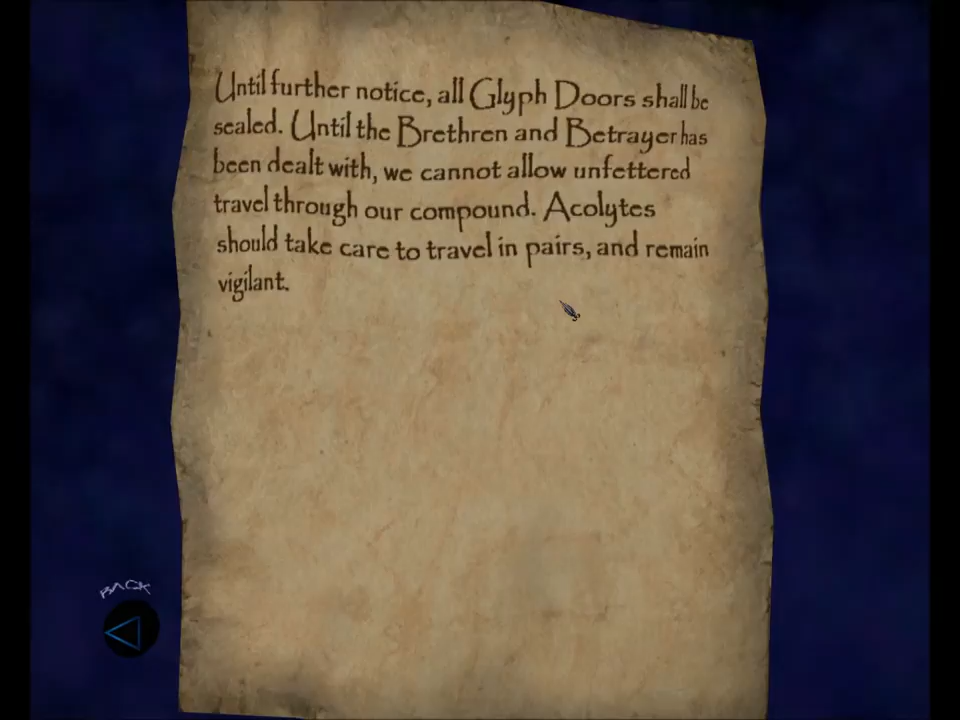 Until further notice, all Glyph Doors shall be
sealed. Until the Brethren and Betrayer has
been dealt with, we cannot allow unfettered
travel through our compound. Acolytes
should take care to travel in pairs, and remain
vigilant.
BACK